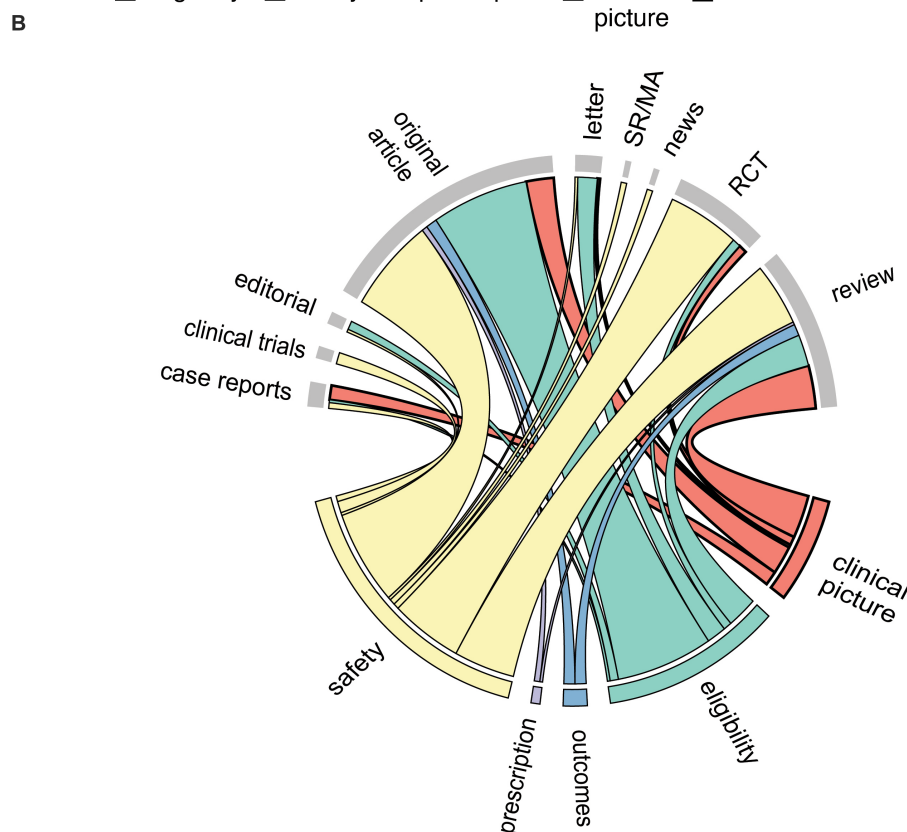 picture
B
original
article
letter
SR/MA
news
RCT
review
editorial
clinical trials
case reports
clinical
picture
safety
eligibility
prescription
outcomes